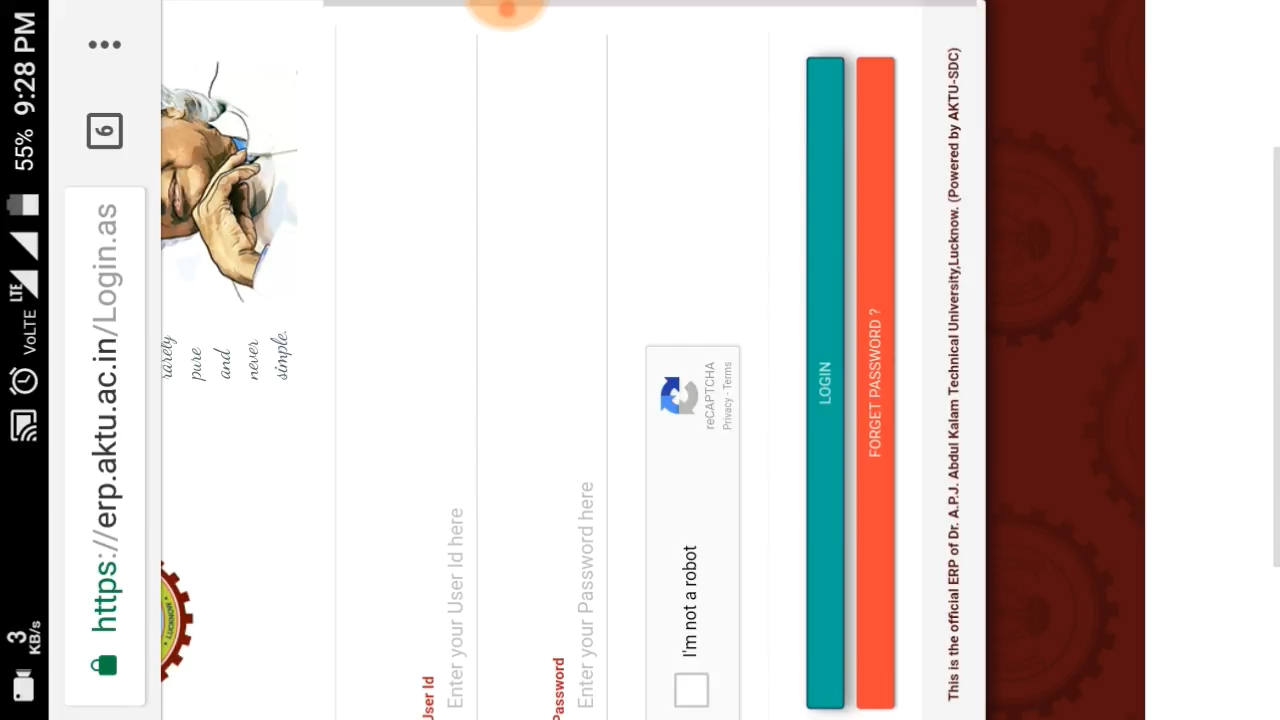 3
KB/s
VoLTE
LTE
55%
9:28 PM
https://erp.aktu.ac.in/Login.as
6
rarely
pure
and
never
simple.
User Id
Enter your User Id here
Password
Enter your Password here
I'm not a robot
reCAPTCHA
Privacy - Terms
LOGIN
FORGET PASSWORD ?
This is the official ERP of Dr. A.P.J. Abdul Kalam Technical University,Lucknow. (Powered by AKTU-SDC)